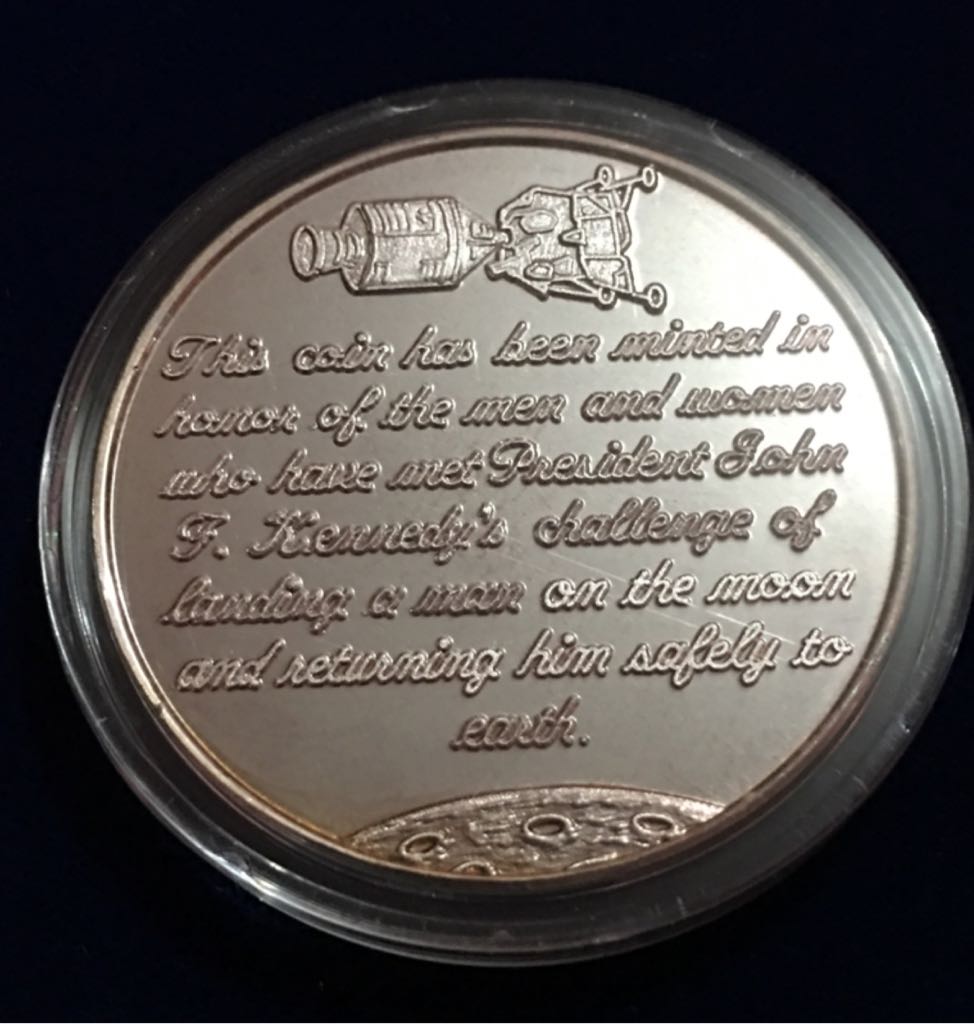 This coin has been minted in
honor of the men and women
who have met President John
F. Kennedy's challenge of
landing a man on the moon
and returning him safely to
earth.